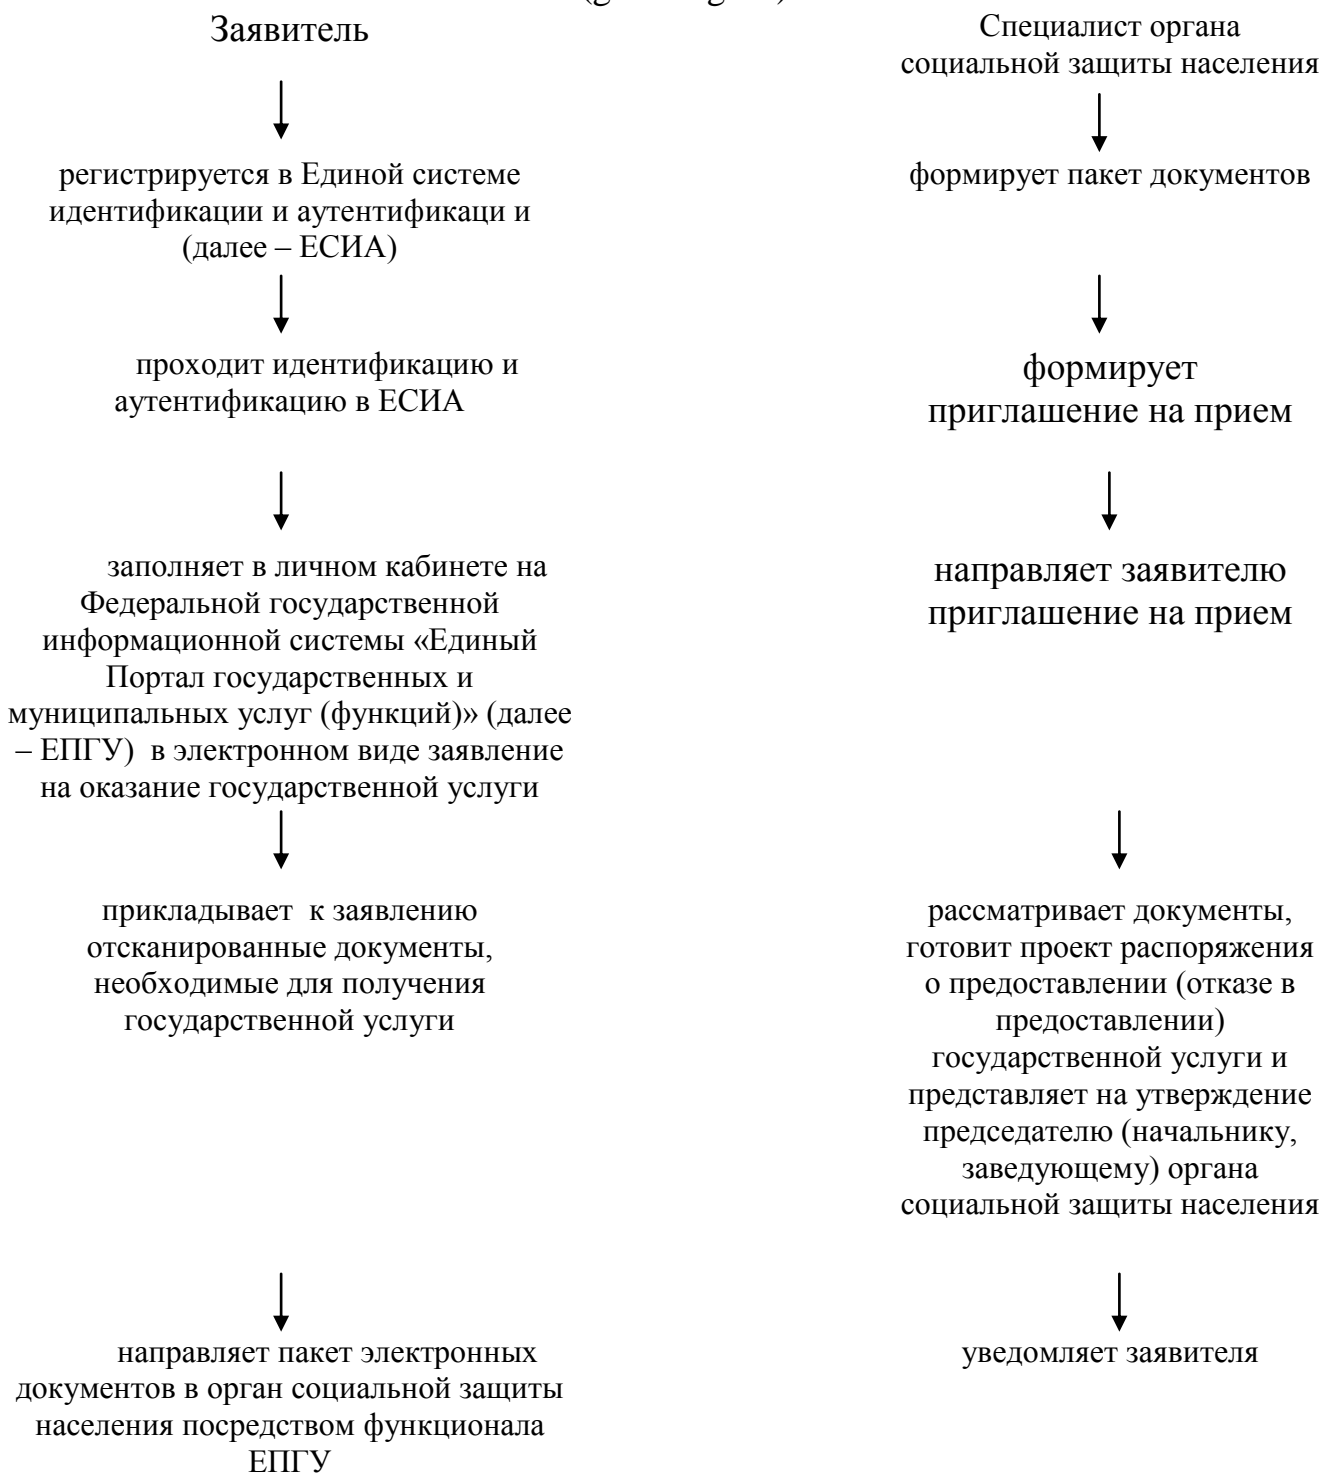 Заявитель
регистрируется в Единой системе
идентификации и аутентификаци и
(далее – ЕСИА)
проходит идентификацию и
аутентификацию в ЕСИА
заполняет в личном кабинете на
Федеральной государственной
информационной системы «Единый
Портал государственных и
муниципальных услуг (функций)» (далее
– ЕПГУ) в электронном виде заявление
на оказание государственной услуги
прикладывает к заявлению
отсканированные документы,
необходимые для получения
государственной услуги
направляет пакет электронных
документов в орган социальной защиты
населения посредством функционала
ЕПГУ
Специалист органа
социальной защиты населения
формирует пакет документов
формирует
приглашение на прием
направляет заявителю
приглашение на прием
рассматривает документы,
готовит проект распоряжения
о предоставлении (отказе в
предоставлении)
государственной услуги и
представляет на утверждение
председателю (начальнику,
заведующему) органа
социальной защиты населения
уведомляет заявителя